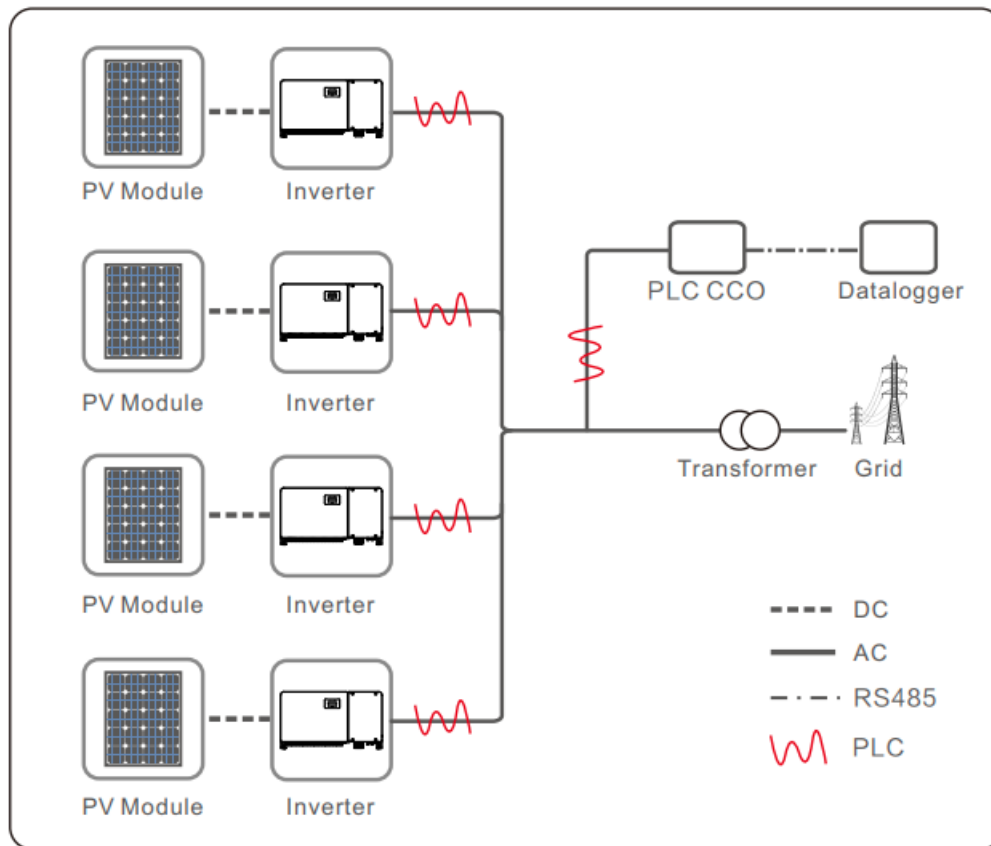 PV Module
Inverter
PLC CCO
Datalogger
PV Module
Inverter
Transformer
Grid
PV Module
Inverter
DC
AC
RS485
PLC
PV Module
Inverter